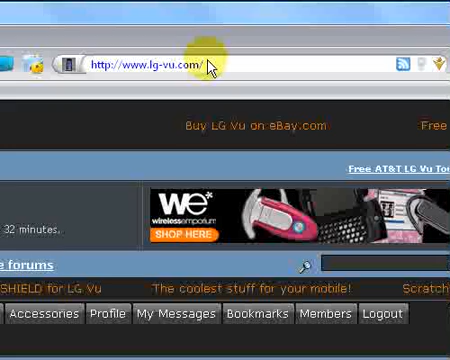 http://www.lg-vu.com/
Buy LG Vu on eBay.com Free
Free AT&T LG Vu To
We*
wirelessemporium
SHOP HERE
32 minutes.
e forums
SHIELD for LG Vu The coolest stuff for your mobile! Scratch
Accessories Profile My Messages Bookmarks Members Logout